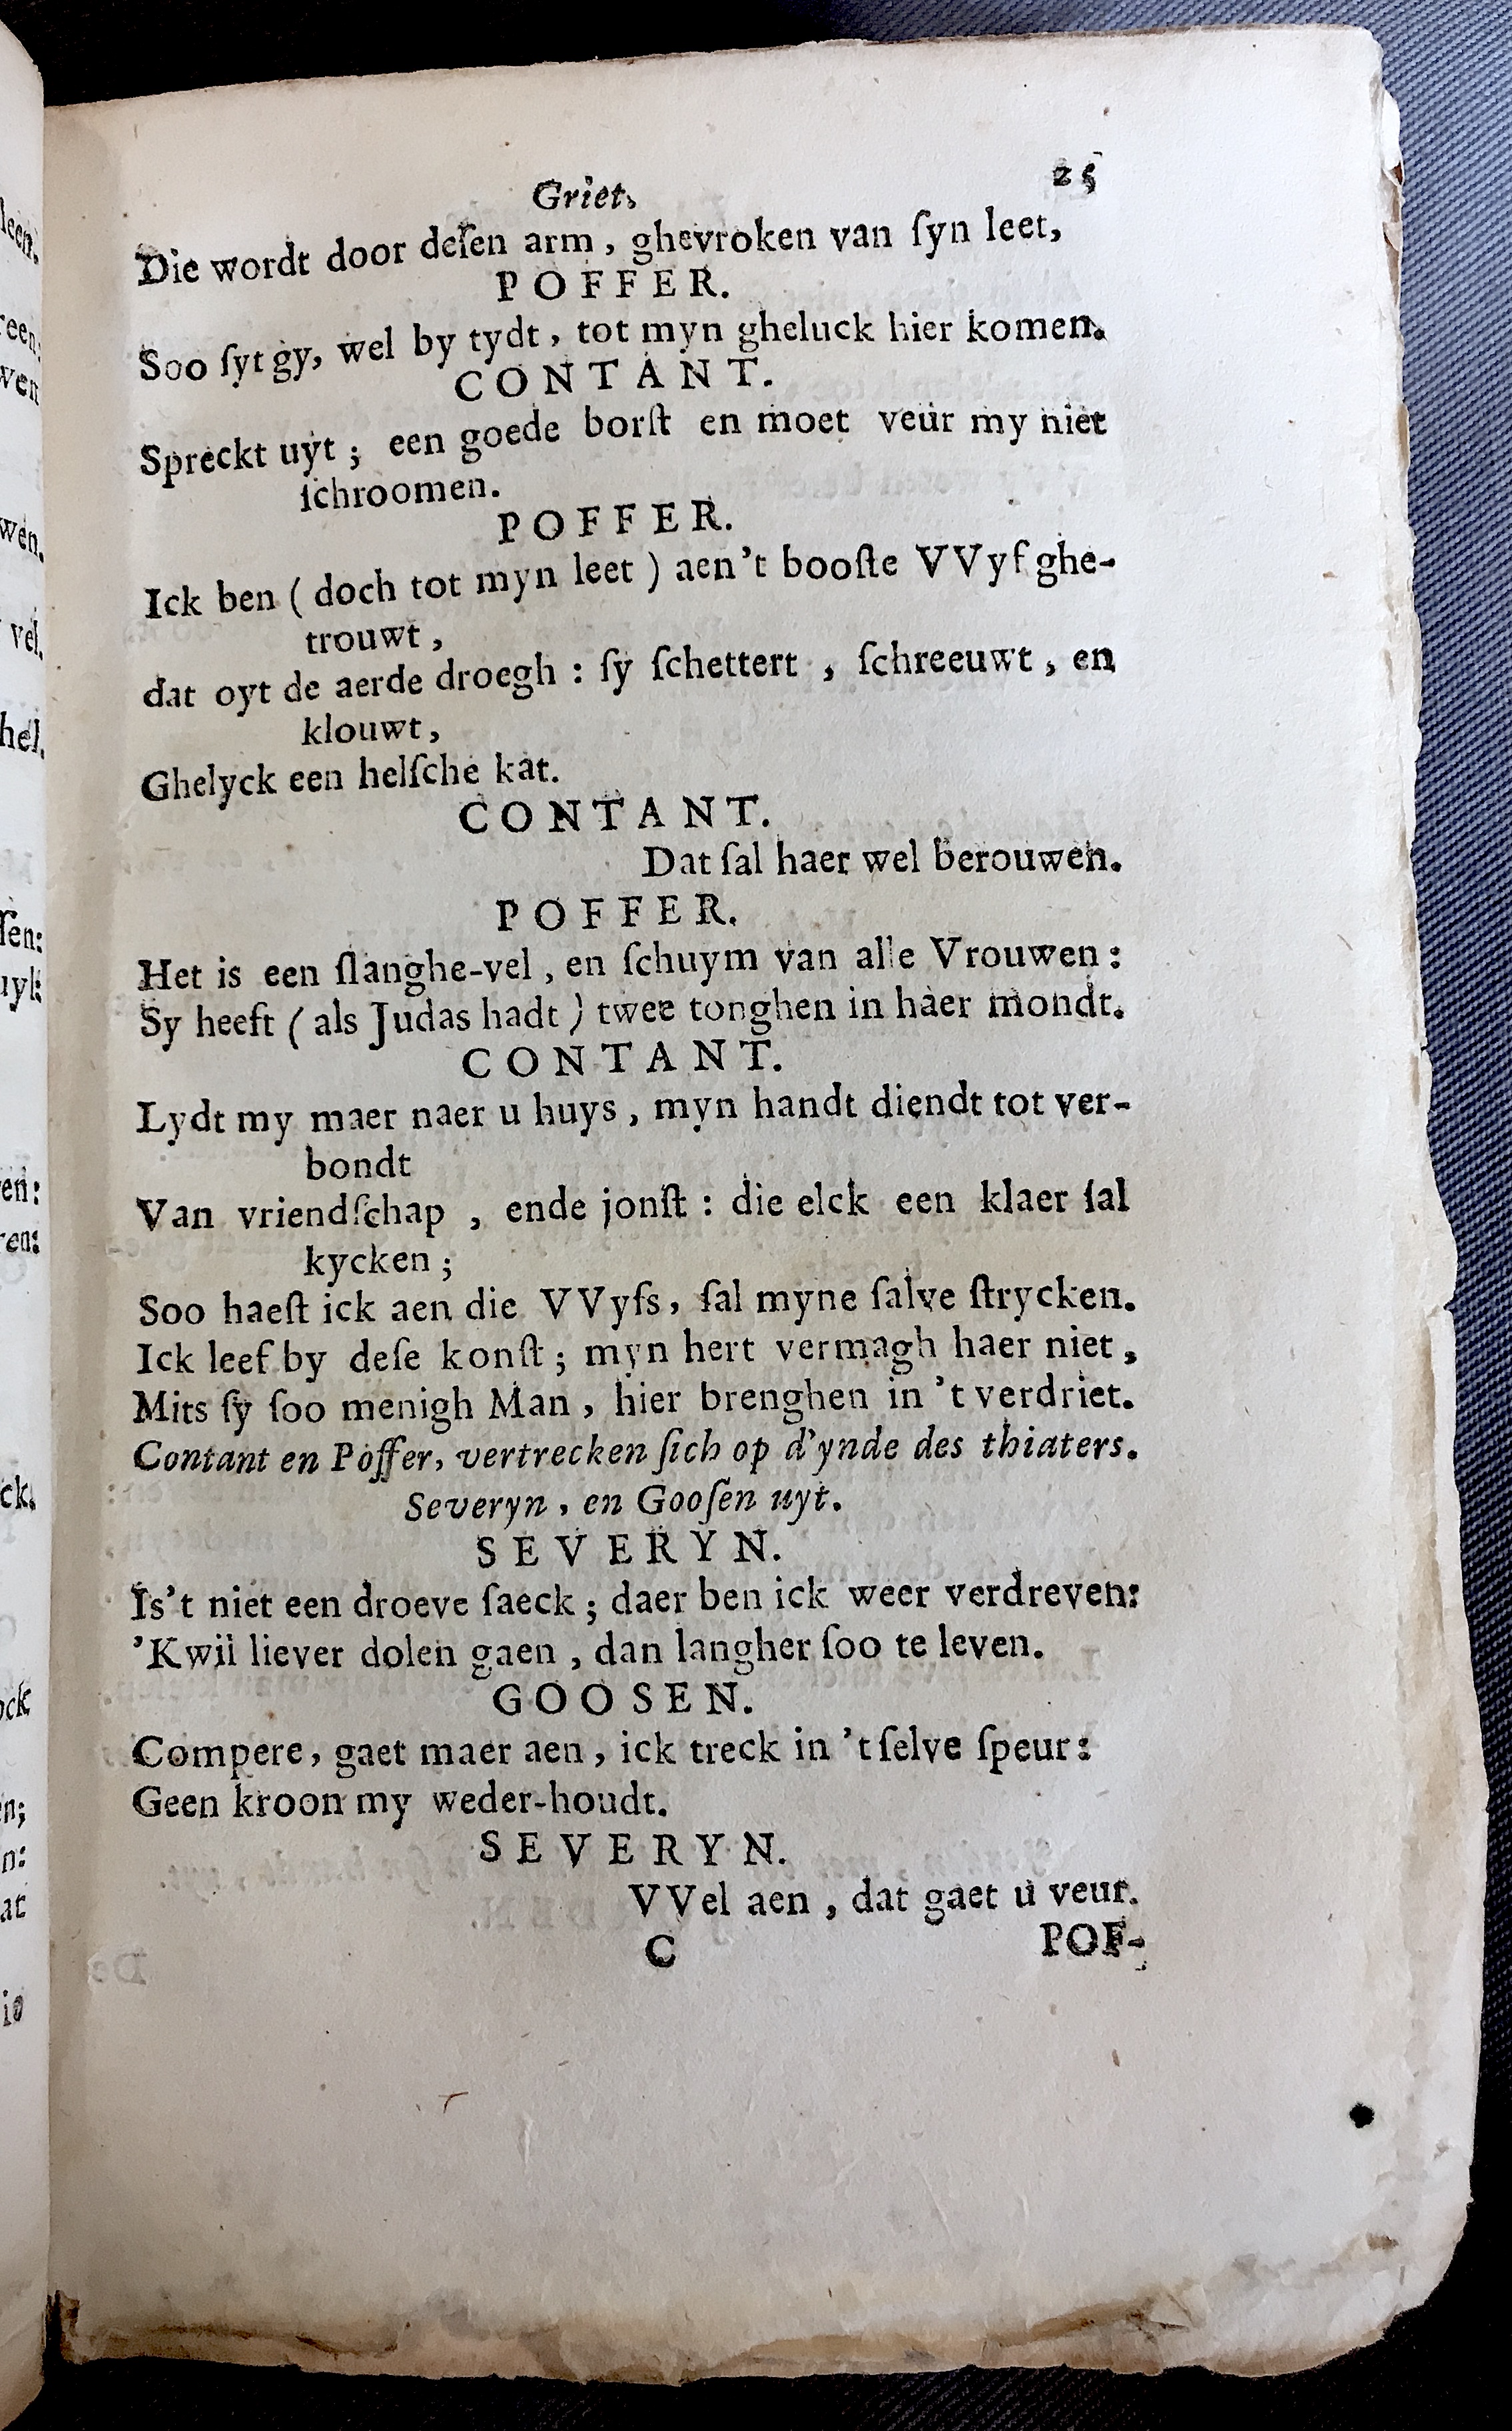 Griet. 25
Die wordt door deſen arm, ghevroken van ſyn leet,
POFFER.
Soo ſyt gy, wel by tydt, tot myn gheluck hier komen.
CONTANT.
Spreckt uyt; een goede borſt en moet veur my niet
ſchroomen.
POFFER.
Ick ben ( doch tot myn leet ) aen't booſte VVyf ghe-
trouwt,
dat oyt de aerde droegh : ſy ſchettert, ſchreeuwt, en
klouwt,
Ghelyck een helſche kat.
CONTANT.
Dat ſal haer wel berouwen.
POFFER.
Het is een ſlanghe-vel, en ſchuym van alle Vrouwen:
Sy heeft ( als Judas hadt ) twee tonghen in haer mondt.
CONTANT.
Lydt my maer naer u huys, myn handt diendt tot ver-
bondt
Van vriendſchap, ende jonſt : die elck een klaer ſal
kycken;
Soo haeſt ick aen die VVyfs, ſal myne ſalve ſtrycken.
Ick leef by deſe konſt; myn hert vermagh haer niet,
Mits ſy ſoo menigh Man, hier brenghen in 't verdriet.
Contant en Poffer, vertrecken ſich op d'ynde des thiaters.
Severyn, en Gooſen uyt.
SEVERYN.
Is't niet een droeve ſaeck; daer ben ick weer verdreven:
'Kwil liever dolen gaen, dan langher ſoo te leven.
GOOSEN.
Compere, gaet maer aen, ick treck in 't ſelve ſpeur:
Geen kroon my weder-houdt.
SEVERYN.
VVel aen, dat gaet u veur.
C POF-